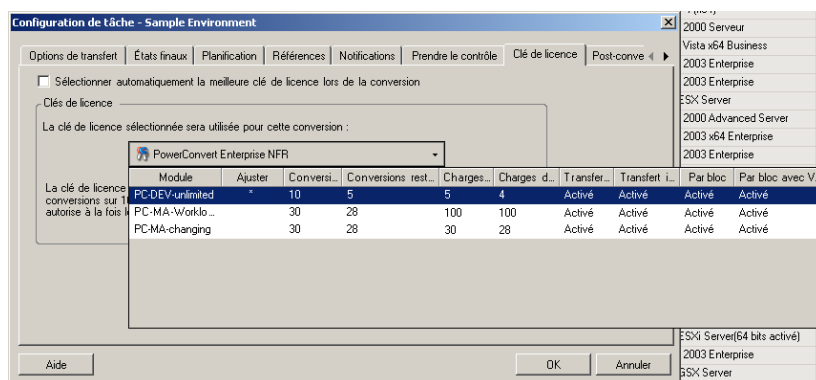 Configuration de tâche - Sample Environment
2000 Serveur
Vista x64 Business
2003 Enterprise
2003 Enterprise
ESX Server
2000 Advanced Server
2003 x64 Enterprise
2003 Enterprise
Options de transfert États finaux Planification Références Notifications Prendre le contrôle Clé de licence Post-conve
Sélectionner automatiquement la meilleure clé de licence lors de la conversion
Clés de licence
La clé de licence sélectionnée sera utilisée pour cette conversion :
PowerConvert Enterprise NFR
Module Ajuster Conversi... Conversions rest... Charges... Charges d... Transfer... Transfert i... Par bloc Par bloc avec V
PC-DEV-unlimited * 10 5 5 4 Activé Activé Activé Activé
PC-MA-Worklo... 30 28 100 100 Activé Activé Activé Activé
PC-MA-changing 30 28 30 28 Activé Activé Activé Activé
La clé de licence
conversions sur 1
autorise à la fois l
ESXi Server(64 bits activé)
2003 Enterprise
GSX Server
Aide OK Annuler